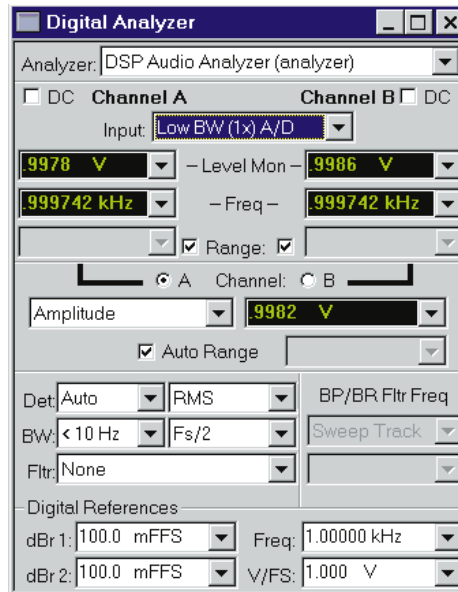 Digital Analyzer
Analyzer: DSP Audio Analyzer (analyzer)
DC Channel A Channel B DC
Input: Low BW (1x) A/D
.9978 V – Level Mon – .9986 V
.999742 kHz – Freq – .999742 kHz
Range:
A Channel: B
Amplitude .9982 V
Auto Range
Det: Auto RMS BP/BR Fltr Freq
BW: < 10 Hz Fs/2 Sweep Track
Fltr: None
Digital References
dBr 1: 100.0 mFFS Freq: 1.00000 kHz
dBr 2: 100.0 mFFS V/FS: 1.000 V